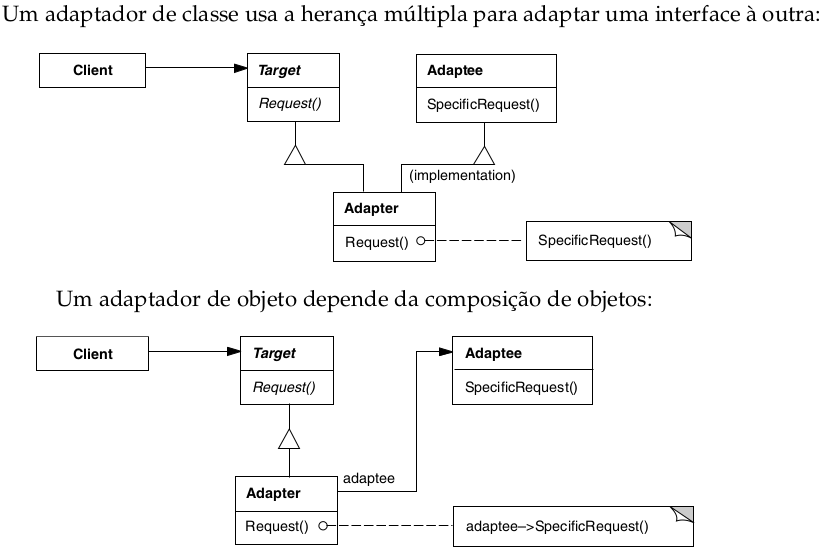 Um adaptador de classe usa a herança múltipla para adaptar uma interface à outra:
Client
Target
Request()
Adaptee
SpecificRequest()
(implementation)
Adapter
Request()
SpecificRequest()
Um adaptador de objeto depende da composição de objetos:
Client
Target
Request()
Adaptee
SpecificRequest()
adaptee
Adapter
Request()
adaptee–>SpecificRequest()